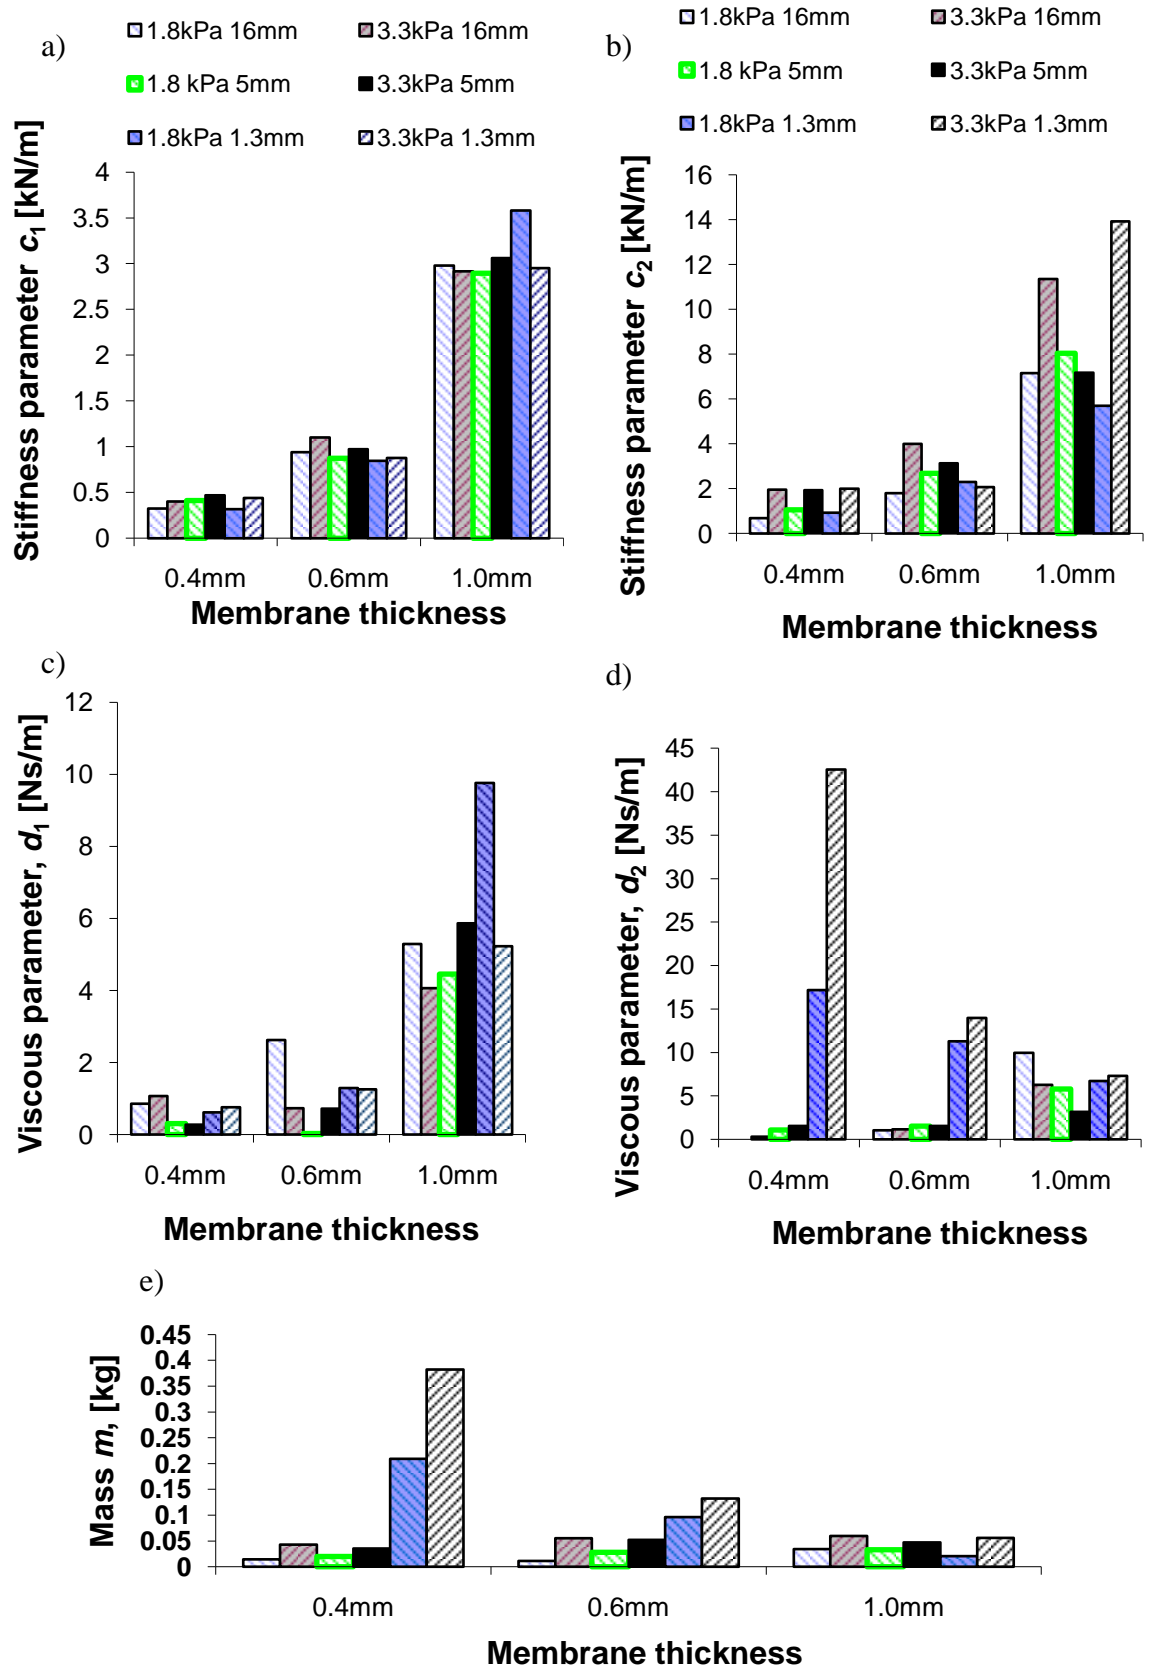 a)
1.8kPa 16mm 3.3kPa 16mm
1.8 kPa 5mm 3.3kPa 5mm
1.8kPa 1.3mm 3.3kPa 1.3mm
Stiffness parameter c1 [kN/m]
4
3.5
3
2.5
2
1.5
1
0.5
0
0.4mm 0.6mm 1.0mm
Membrane thickness
b)
1.8kPa 16mm 3.3kPa 16mm
1.8 kPa 5mm 3.3kPa 5mm
1.8kPa 1.3mm 3.3kPa 1.3mm
Stiffness parameter c2 [kN/m]
16
14
12
10
8
6
4
2
0
0.4mm 0.6mm 1.0mm
Membrane thickness
c)
Viscous parameter, d1 [Ns/m]
12
10
8
6
4
2
0
0.4mm 0.6mm 1.0mm
Membrane thickness
d)
Viscous parameter, d2 [Ns/m]
45
40
35
30
25
20
15
10
5
0
0.4mm 0.6mm 1.0mm
Membrane thickness
e)
Mass m, [kg]
0.45
0.4
0.35
0.3
0.25
0.2
0.15
0.1
0.05
0
0.4mm 0.6mm 1.0mm
Membrane thickness